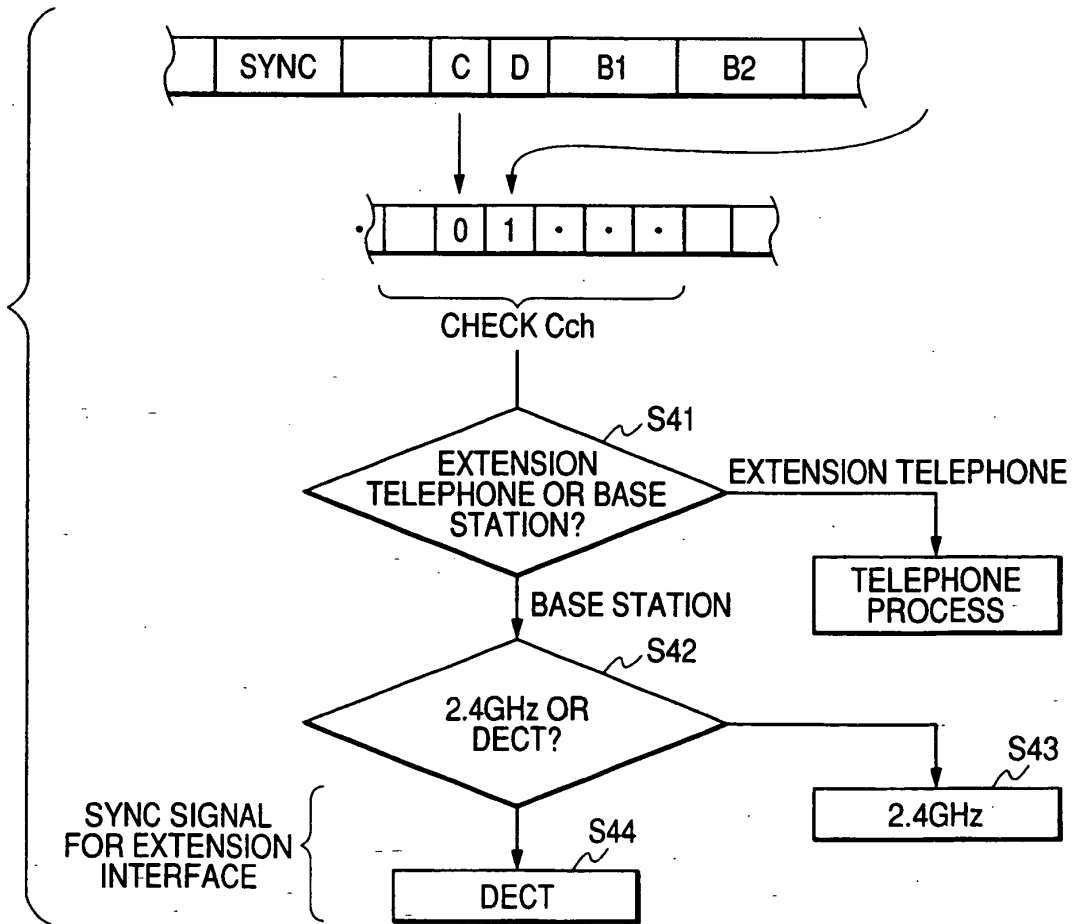 SYNC C D B1 B2
0 1 · · ·
CHECK Cch
S41
EXTENSION
TELEPHONE OR BASE
STATION?
EXTENSION TELEPHONE
TELEPHONE
PROCESS
BASE STATION
S42
2.4GHz OR
DECT?
S43
2.4GHz
SYNC SIGNAL
FOR EXTENSION
INTERFACE
S44
DECT